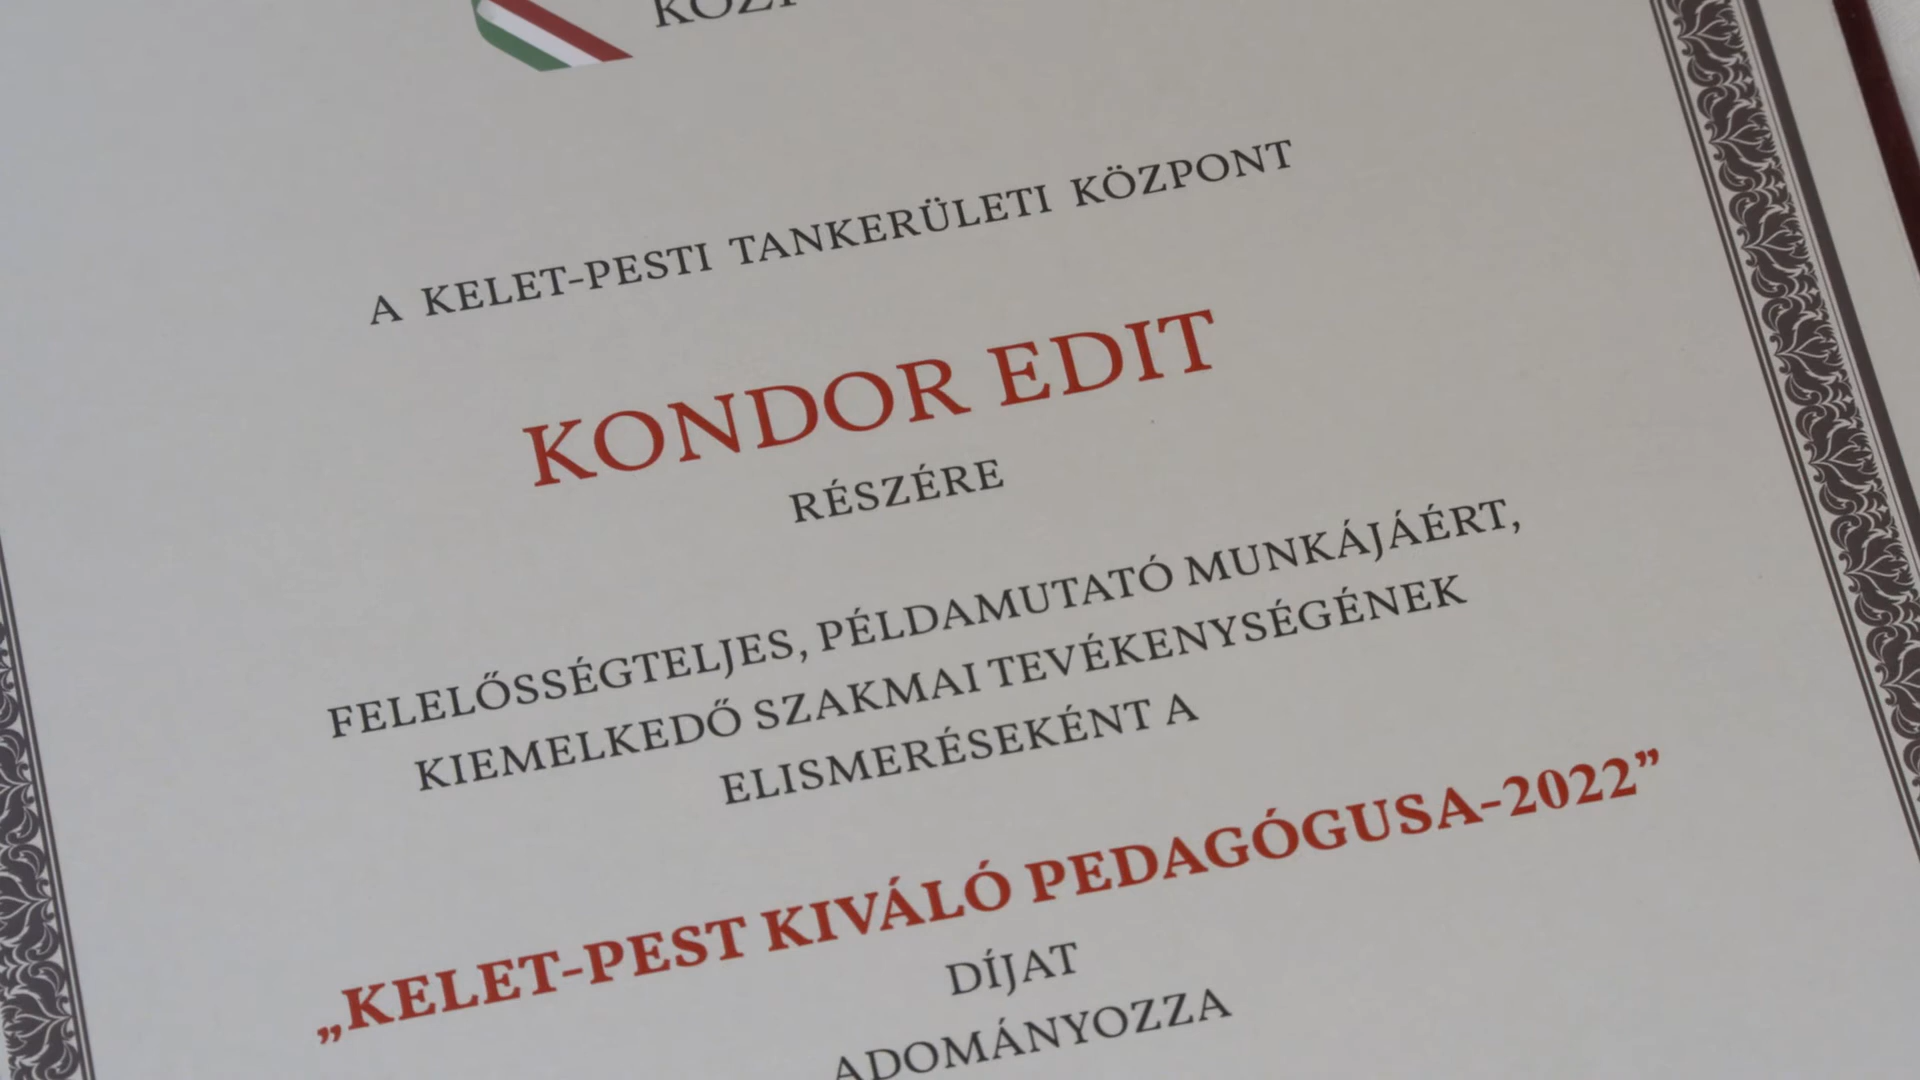 A KELET-PESTI TANKERÜLETI KÖZPONT
KONDOR EDIT
RÉSZÉRE
FELELŐSSÉGTELJES, PÉLDAMUTATÓ MUNKÁJÁÉRT,
KIEMELKEDŐ SZAKMAI TEVÉKENYSÉGÉNEK
ELISMERÉSEKÉNT A
„KELET-PEST KIVÁLÓ PEDAGÓGUSA-2022”
DÍJAT
ADOMÁNYOZZA